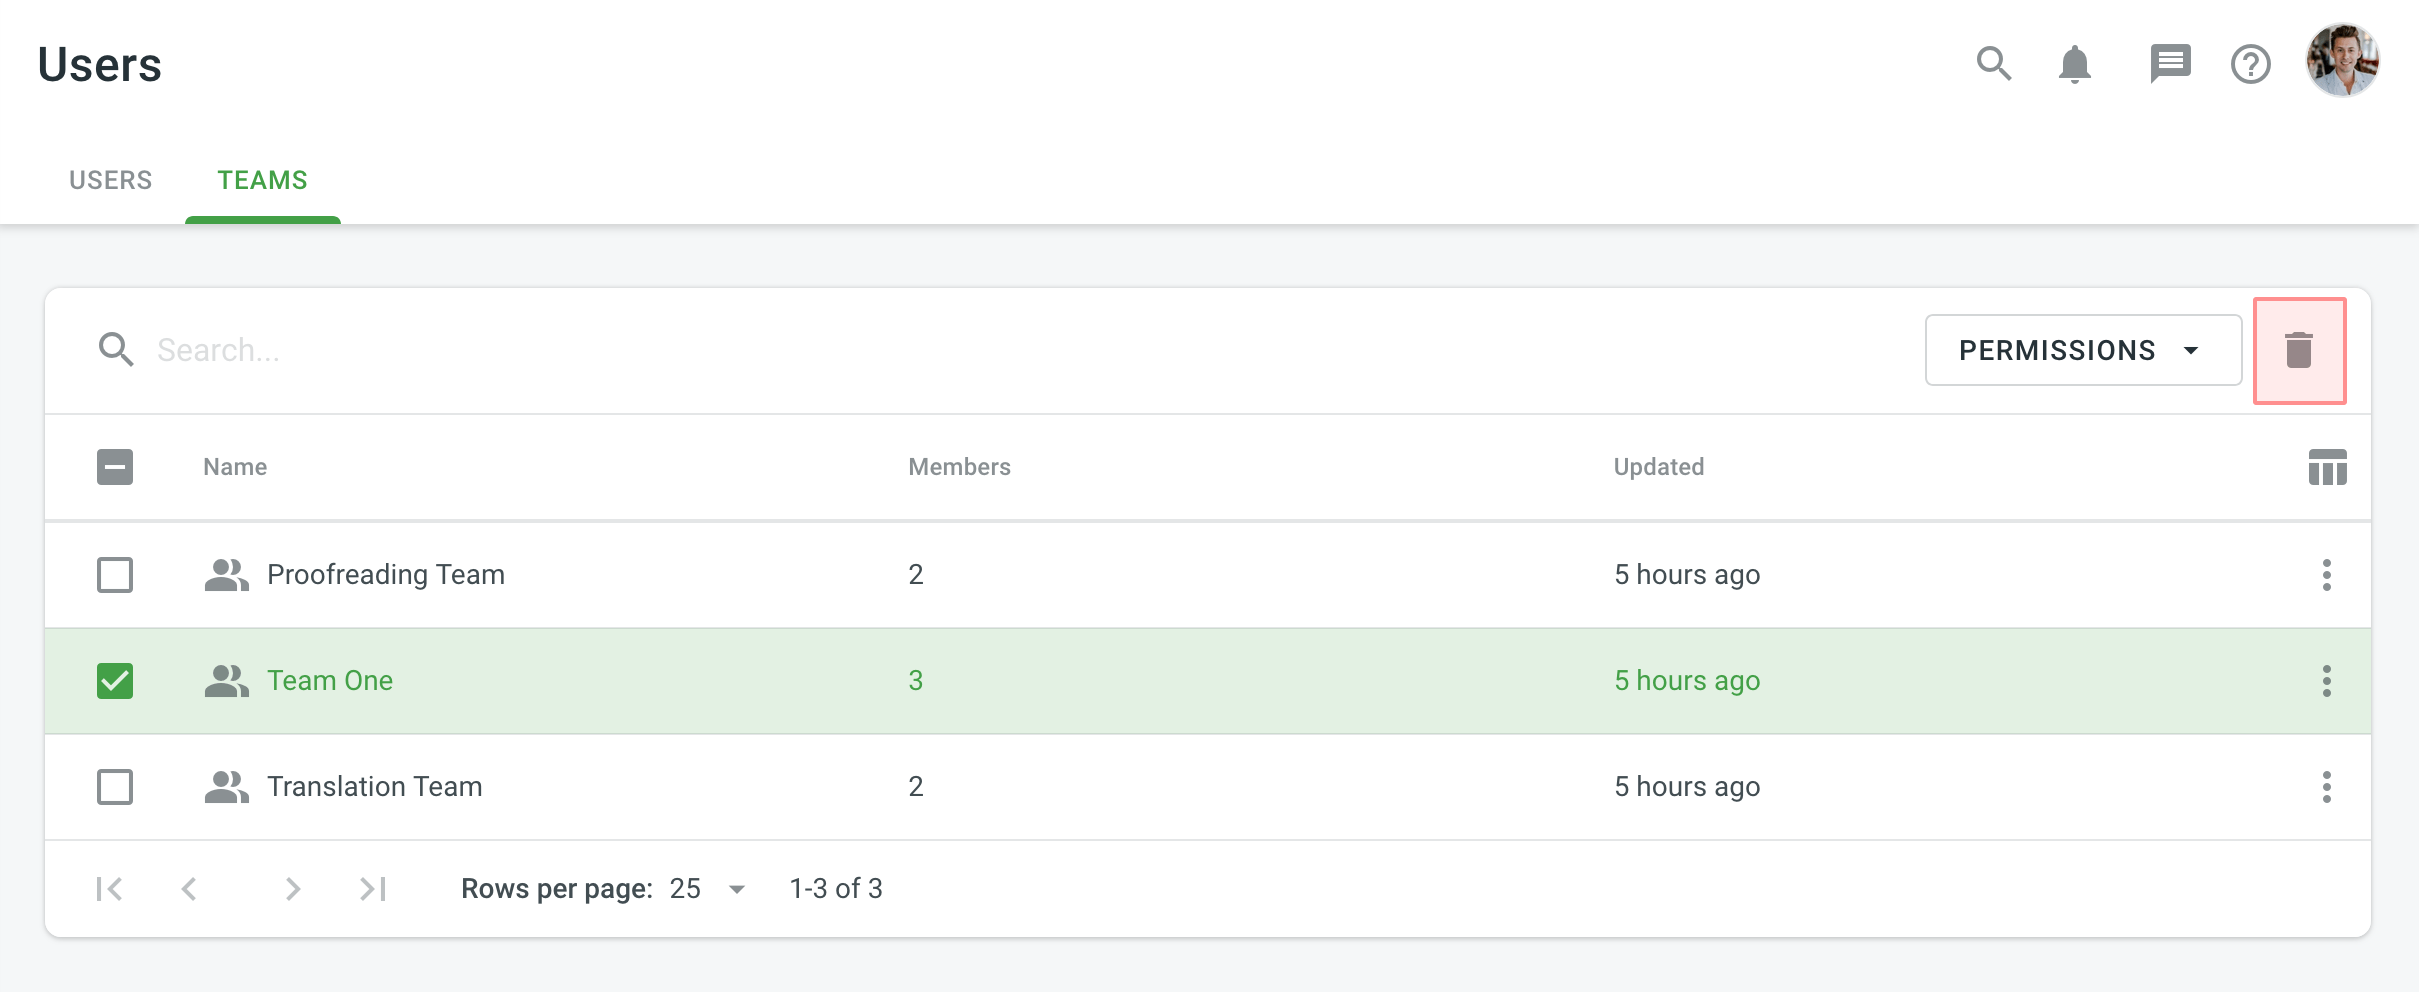 Users
USERS TEAMS
Search... PERMISSIONS
Name Members Updated
Proofreading Team 2 5 hours ago
Team One 3 5 hours ago
Translation Team 2 5 hours ago
Rows per page: 25 1-3 of 3